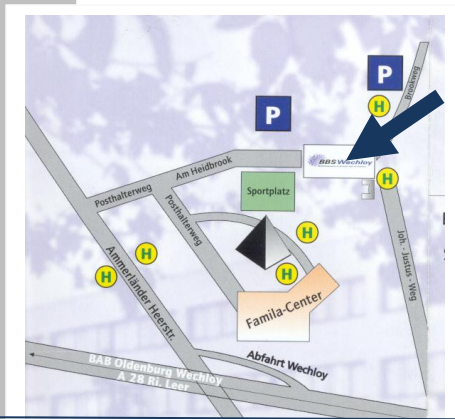 P
Brookweg
H
P
BBS Wechloy
Am Heidbrook
H
Sportplatz
Posthalterweg
Posthalterweg
H
H
H
H
Joh. - Justus - Weg
Ammerländer Heerstr.
Famila-Center
Abfahrt Wechloy
BAB Oldenburg Wechloy
A 28 Ri. Leer